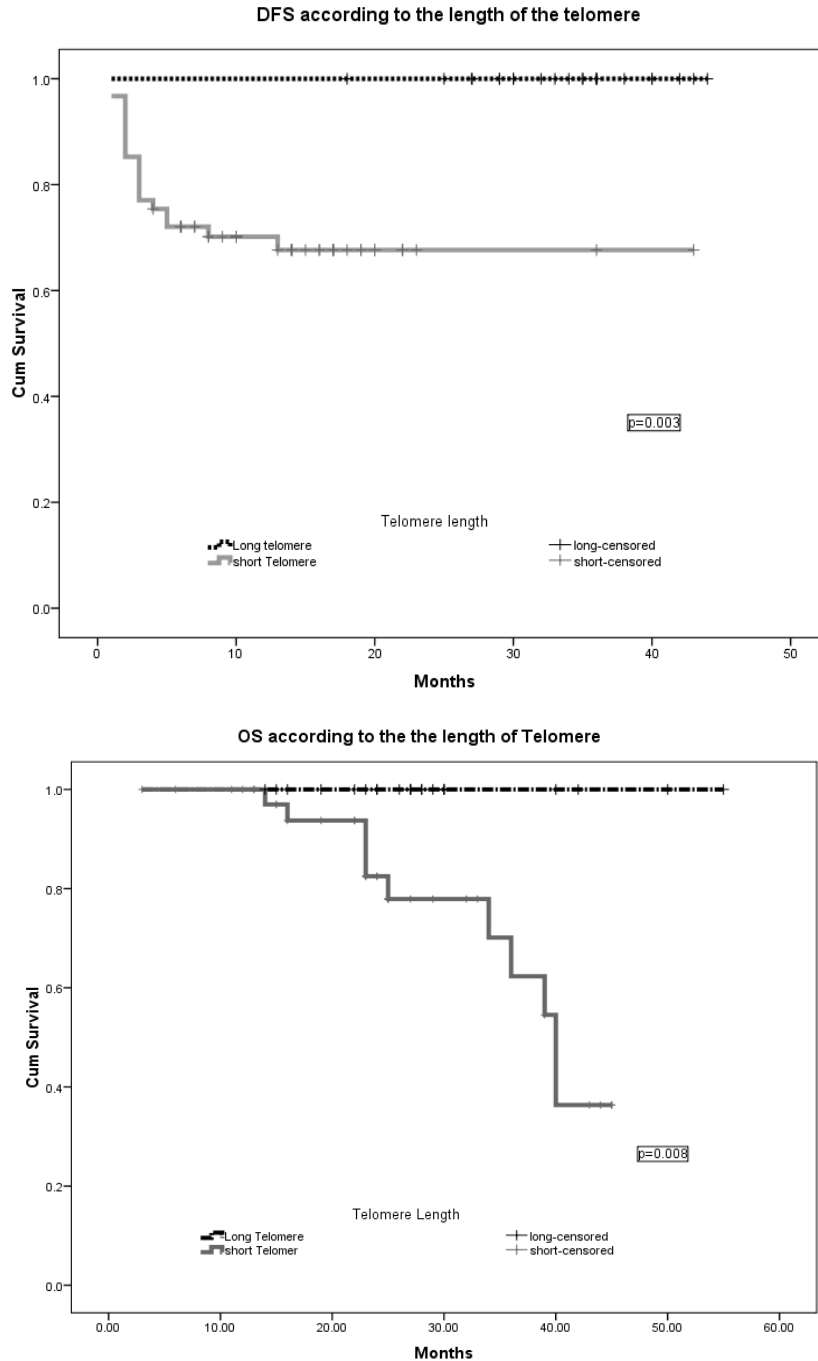 DFS according to the length of the telomere
Cum Survival
1.0
0.8
0.6
0.4
0.2
0.0
p=0.003
Telomere length
Long telomere
long-censored
short Telomere
short-censored
0 10 20 30 40 50
Months
OS according to the the length of Telomere
Cum Survival
1.0
0.8
0.6
0.4
0.2
0.0
p=0.008
Telomere Length
Long Telomere
long-censored
short Telomer
short-censored
0.00 10.00 20.00 30.00 40.00 50.00 60.00
Months